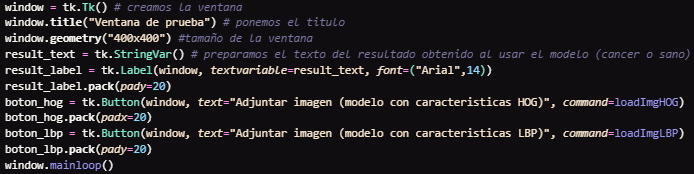 window = tk.Tk() # creamos la ventana
window.title("Ventana de prueba") # ponemos el titulo
window.geometry("400x400") #tamaño de la ventana
result_text = tk.StringVar() # preparamos el texto del resultado obtenido al usar el modelo (cancer o sano)
result_label = tk.Label(window, textvariable=result_text, font=("Arial",14))
result_label.pack(pady=20)
boton_hog = tk.Button(window, text="Adjuntar imagen (modelo con caracteristicas HOG)", command=loadImgHOG)
boton_hog.pack(padx=20)
boton_lbp = tk.Button(window, text="Adjuntar imagen (modelo con caracteristicas LBP)", command=loadImgLBP)
boton_lbp.pack(pady=20)
window.mainloop()